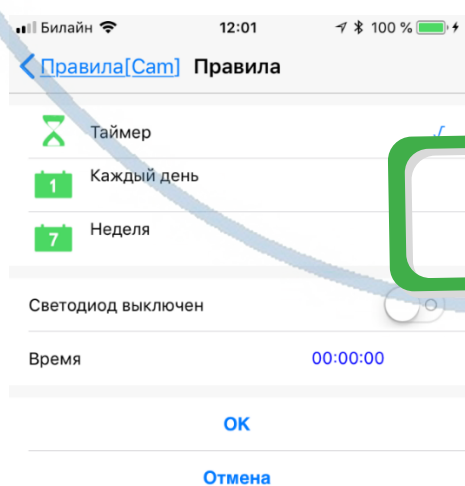 Билайн 12:01 100 %
Правила[Cam] Правила
Таймер √
1 Каждый день
7 Неделя
Светодиод выключен
Время 00:00:00
ОК
Отмена